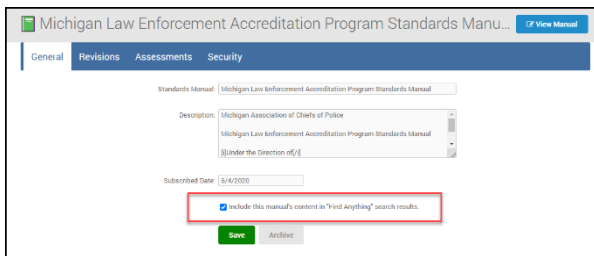 Michigan Law Enforcement Accreditation Program Standards Manu... View Manual
General Revisions Assessments Security
Standards Manual: Michigan Law Enforcement Accreditation Program Standards Manual
Description: Michigan Association of Chiefs of Police
Michigan Law Enforcement Accreditation Program Standards Manual
[i]Under the Direction of[/i]
Subscribed Date: 6/4/2020
Include this manual's content in "Find Anything" search results.
Save Archive